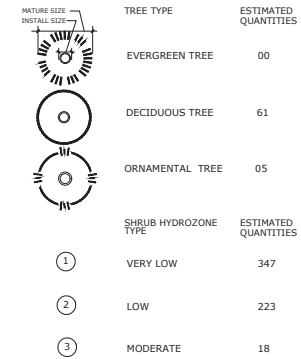 MATURE SIZE
INSTALL SIZE
TREE TYPE
ESTIMATED
QUANTITIES
EVERGREEN TREE 00
DECIDUOUS TREE 61
ORNAMENTAL TREE 05
SHRUB HYDROZONE
TYPE
ESTIMATED
QUANTITIES
1 VERY LOW 347
2 LOW 223
3 MODERATE 18